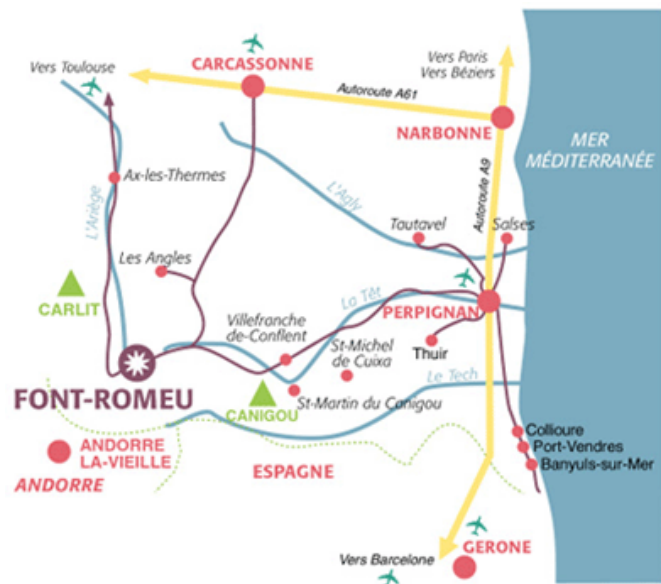 Vers Toulouse
CARCASSONNE
Vers Paris
Vers Béziers
Autoroute A61
NARBONNE
MER
MÉDITERRANÉE
Ax-les-Thermes
L'Ariège
L'Agly
Autoroute A9
Tautavel
Salses
Les Angles
CARLIT
La Têt
PERPIGNAN
Villefranche
de-Conflent
St-Michel
de Cuixa
Thuir
Le Tech
FONT-ROMEU
CANIGOU
St-Martin du Canigou
Collioure
Port-Vendres
Banyuls-sur-Mer
ANDORRE
LA-VIEILLE
ANDORRE
ESPAGNE
Vers Barcelone
GERONE